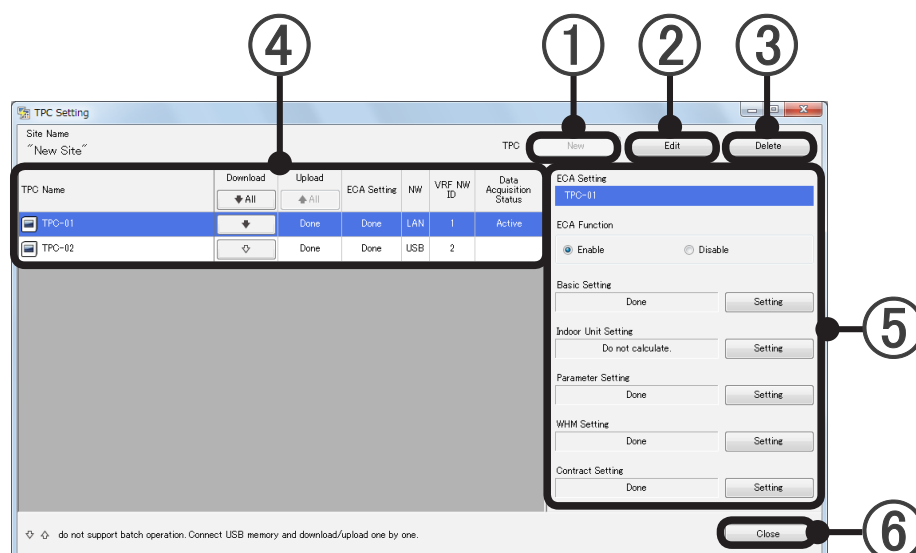 ④ ① ② ③
TPC Setting
Site Name
"New Site"
TPC New Edit Delete
TPC Name Download Upload ECA Setting NW VRF NW ID Data Acquisition Status
All All
TPC-01 Done Done LAN 1 Active
TPC-02 Done Done USB 2
ECA Setting
TPC-01
ECA Function
Enable Disable
Basic Setting
Done Setting
Indoor Unit Setting
Do not calculate. Setting
Parameter Setting
Done Setting
WHM Setting
Done Setting
Contract Setting
Done Setting
⑤
do not support batch operation. Connect USB memory and download/upload one by one.
Close
⑥